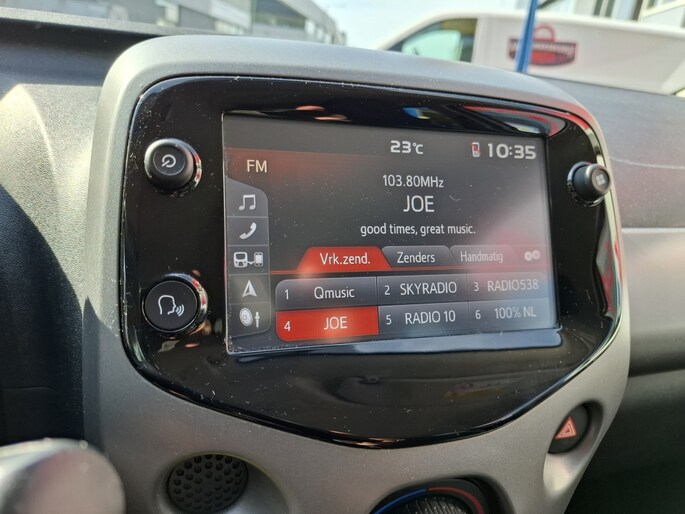 23°C 10:35
FM
103.80MHz
JOE
good times, great music.
Vrk.zend. Zenders Handmatig
1 Qmusic 2 SKYRADIO 3 RADIO538
4 JOE 5 RADIO 10 6 100% NL